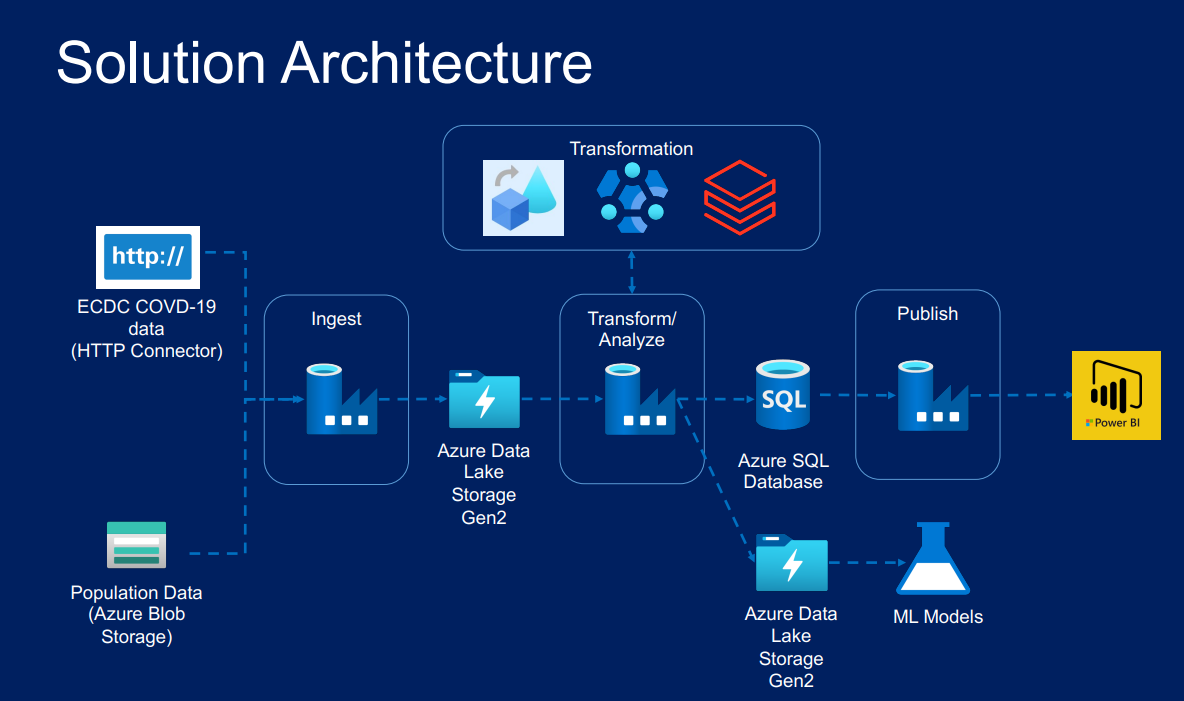 Solution Architecture
Transformation
http://
ECDC COVD-19
data
(HTTP Connector)
Ingest
Transform/
Analyze
Publish
SQL
Power BI
Azure Data
Lake
Storage
Gen2
Azure SQL
Database
Population Data
(Azure Blob
Storage)
Azure Data
Lake
Storage
Gen2
ML Models